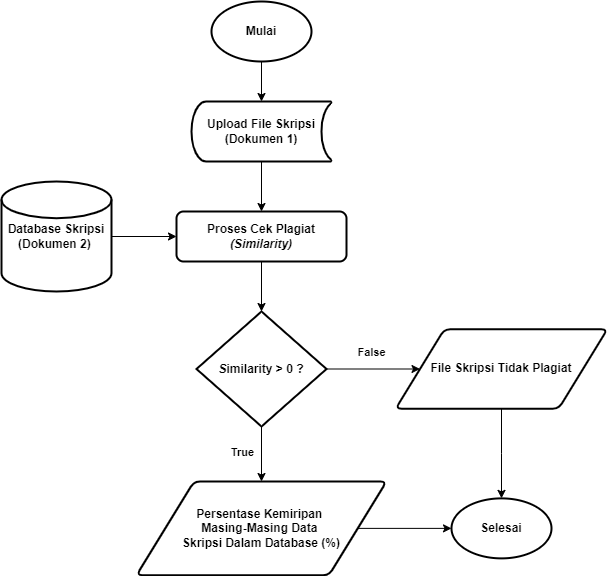 Mulai
Upload File Skripsi
(Dokumen 1)
Database Skripsi
(Dokumen 2)
Proses Cek Plagiat
(Similarity)
Similarity > 0 ?
False
File Skripsi Tidak Plagiat
True
Persentase Kemiripan
Masing-Masing Data
Skripsi Dalam Database (%)
Selesai